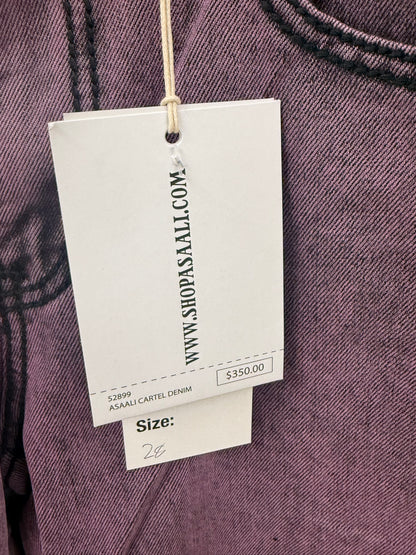 WWW.SHOPASAALI.COM
52899
ASAALI CARTEL DENIM
$350.00
Size:
28